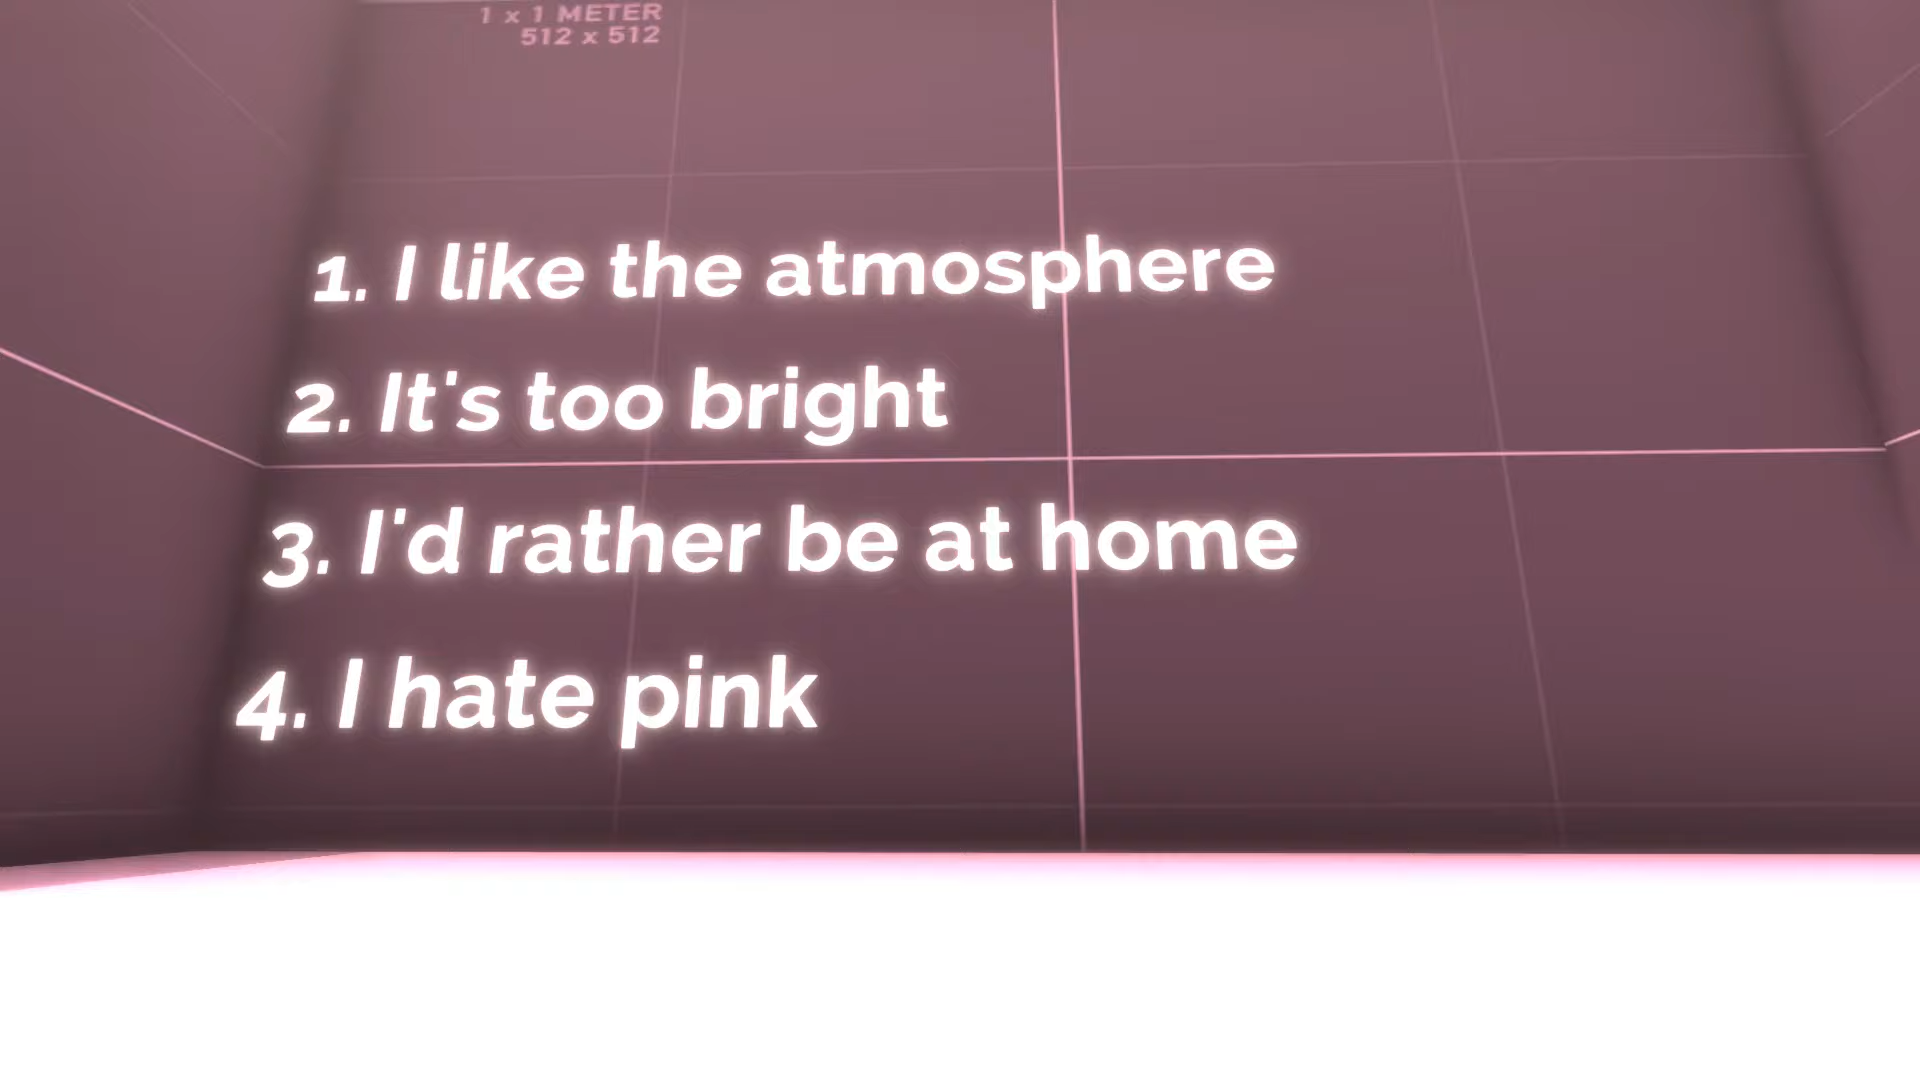 1 x 1 METER
512 x 512
1. I like the atmosphere
2. It's too bright
3. I'd rather be at home
4. I hate pink